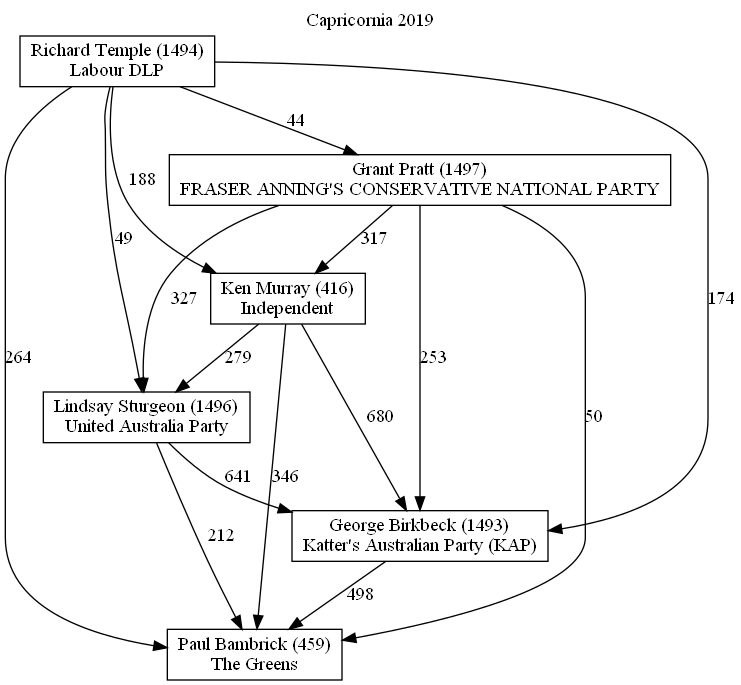 Capricornia 2019
Richard Temple (1494)
Labour DLP
44
Grant Pratt (1497)
FRASER ANNING'S CONSERVATIVE NATIONAL PARTY
188
49
317
327
Ken Murray (416)
Independent
174
264
279
253
Lindsay Sturgeon (1496)
United Australia Party
680
50
641
346
George Birkbeck (1493)
Katter's Australian Party (KAP)
212
498
Paul Bambrick (459)
The Greens